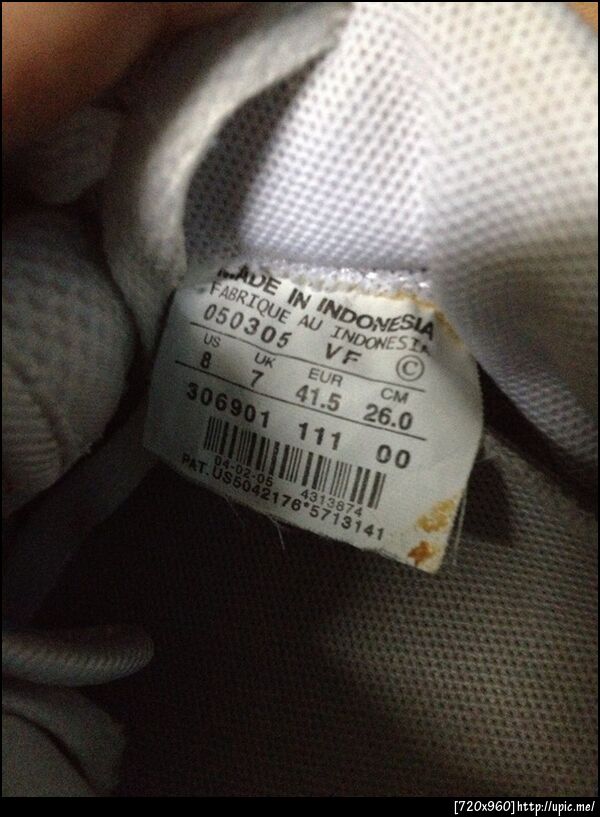 MADE IN INDONESIA
FABRIQUE AU INDONESIA
050305 VF ©
US UK EUR CM
8 7 41.5 26.0
306901 111 00
04-02-05 4313874
PAT. US5042176*5713141
[720x960]http://upic.me/